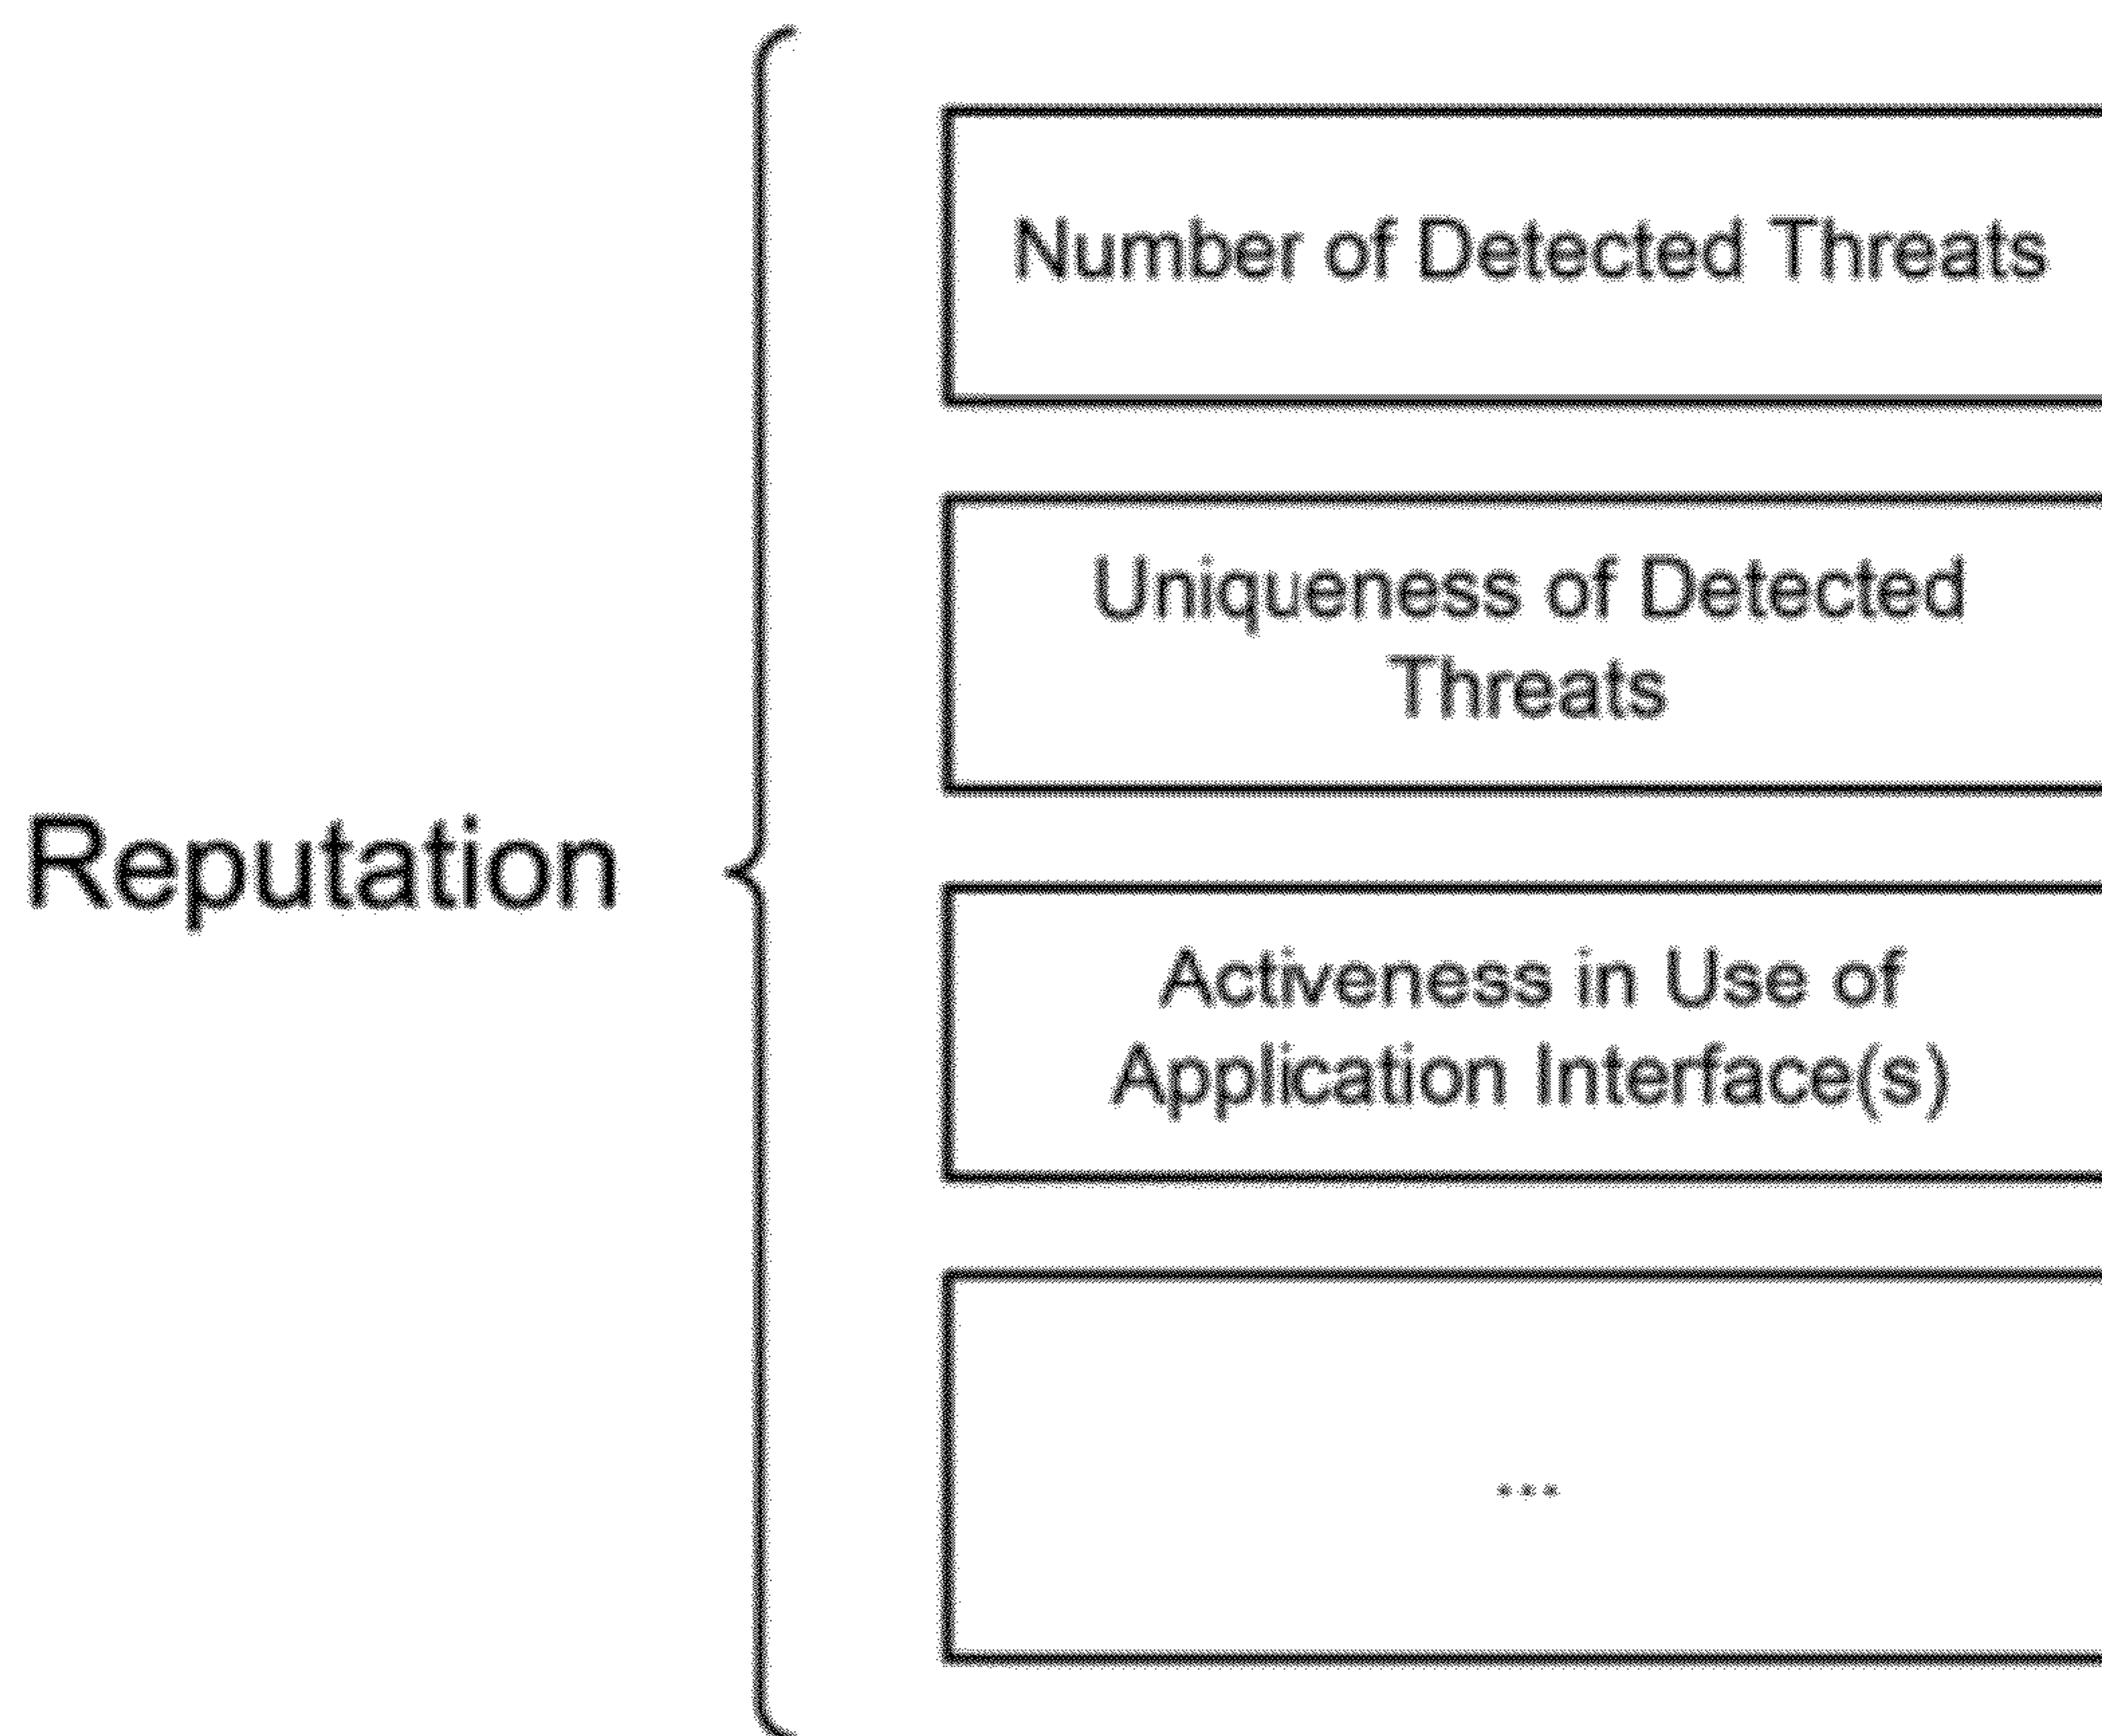 Number of Detected Threats
Uniqueness of Detected
Threats
Reputation
Activeness in Use of
Application Interface(s)
...